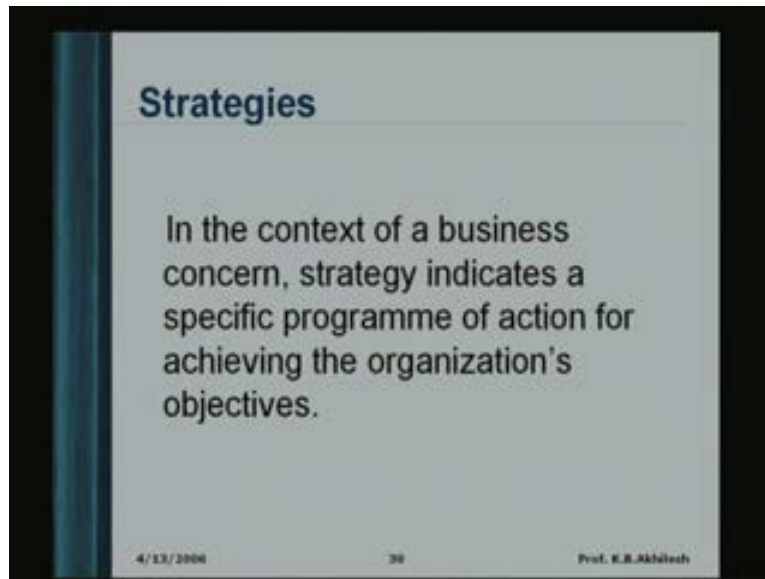 Strategies
In the context of a business
concern, strategy indicates a
specific programme of action for
achieving the organization's
objectives.
4/13/2006 30 Prof. K.B.Akhilesh